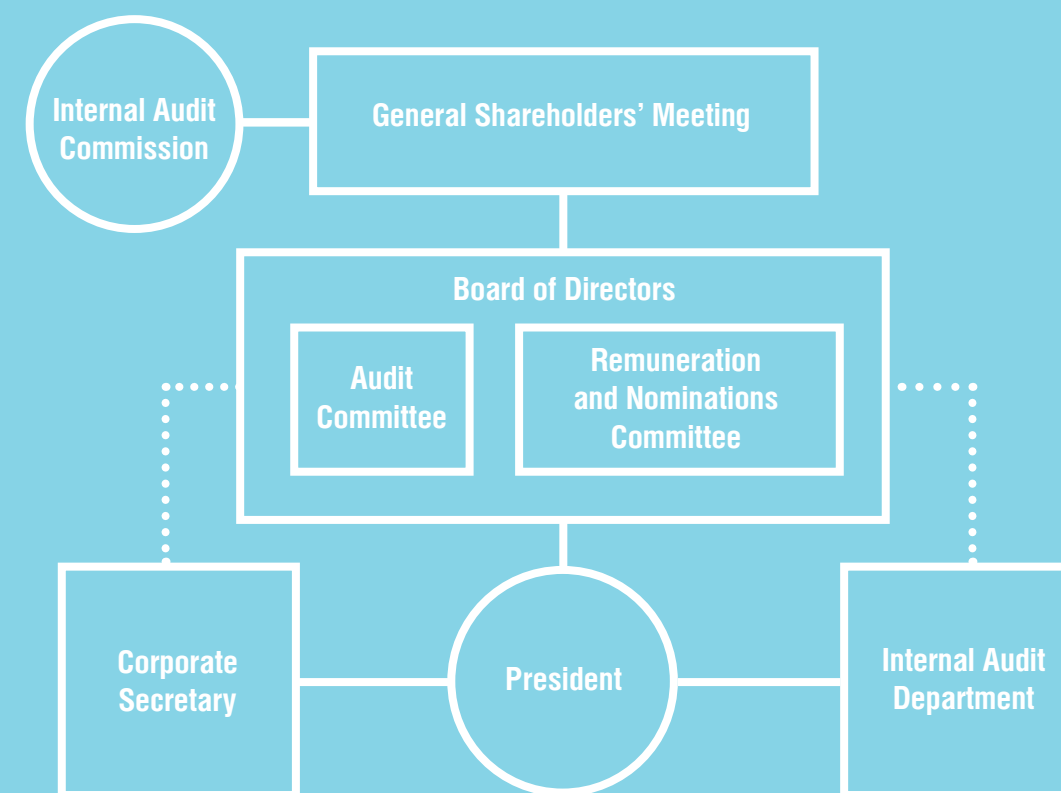 Internal Audit
Commission
General Shareholders’ Meeting
Board of Directors
Audit
Committee
Remuneration
and Nominations
Committee
Corporate
Secretary
President
Internal Audit
Department